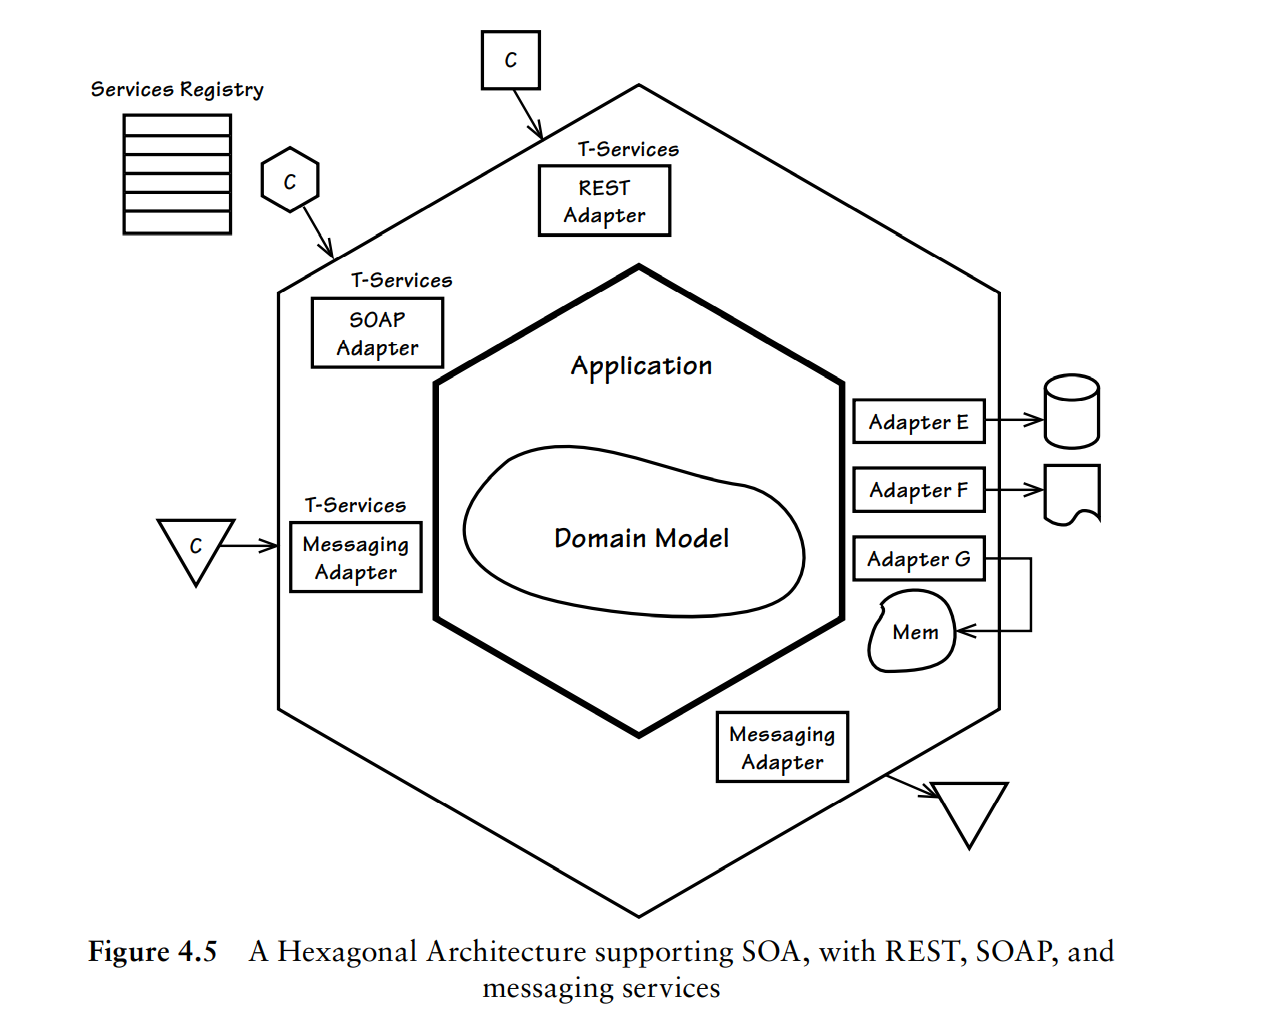 C
Services Registry
T-Services
C
REST
Adapter
T-Services
SOAP
Adapter
Application
Adapter E
Adapter F
T-Services
C
Messaging
Adapter
Domain Model
Adapter G
Mem
Messaging
Adapter
Figure 4.5 A Hexagonal Architecture supporting SOA, with REST, SOAP, and
messaging services